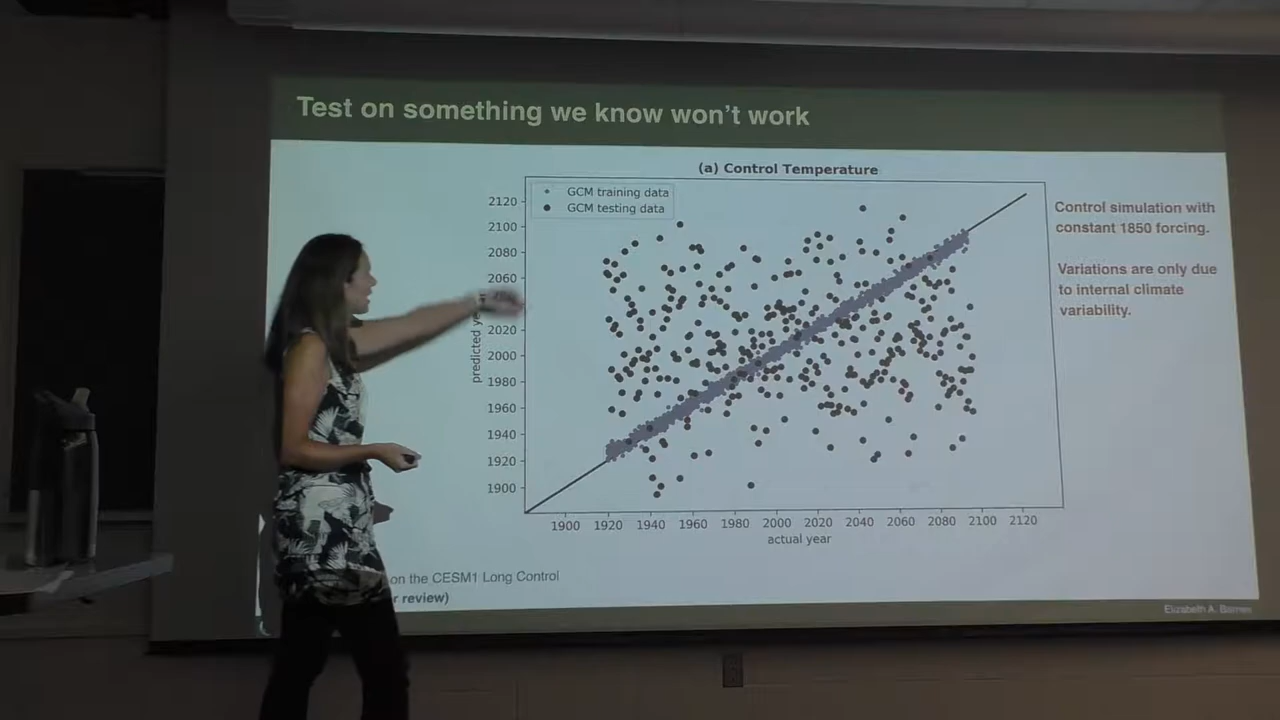 Test on something we know won't work
(a) Control Temperature
GCM training data
GCM testing data
2120
2100
2080
2060
2020
2000
1980
1960
1940
1920
1900
predicted
1900 1920 1940 1960 1980 2000 2020 2040 2060 2080 2100 2120
actual year
Control simulation with
constant 1850 forcing.
Variations are only due
to internal climate
variability.
on the CESM1 Long Control
review)
Elizabeth A. Barnes